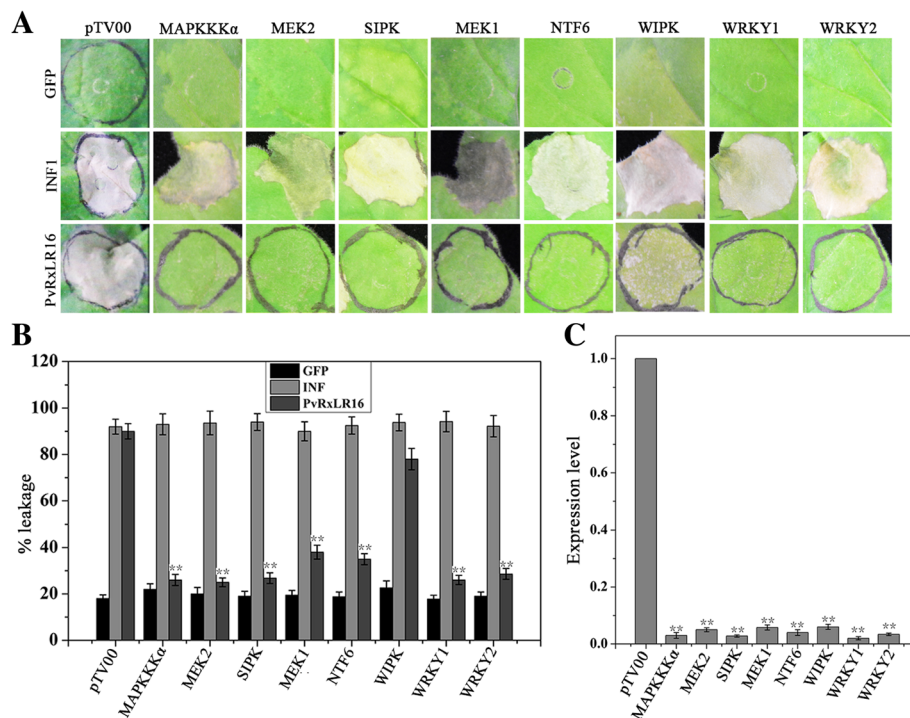 A
pTV00 MAPKKKα MEK2 SIPK MEK1 NTF6 WIPK WRKY1 WRKY2
GFP
INF1
PvRxLR16
B
% leakage
120
100
80
60
40
20
0
GFP
INF
PvRxLR16
** ** ** ** ** ** **
pTV00 MAPKKKα MEK2 SIPK MEK1 NTF6 WIPK WRKY1 WRKY2
C
Expression level
1.0
0.8
0.6
0.4
0.2
0.0
** ** ** ** ** ** ** **
pTV00 MAPKKKα MEK2 SIPK MEK1 NTF6 WIPK WRKY1 WRKY2